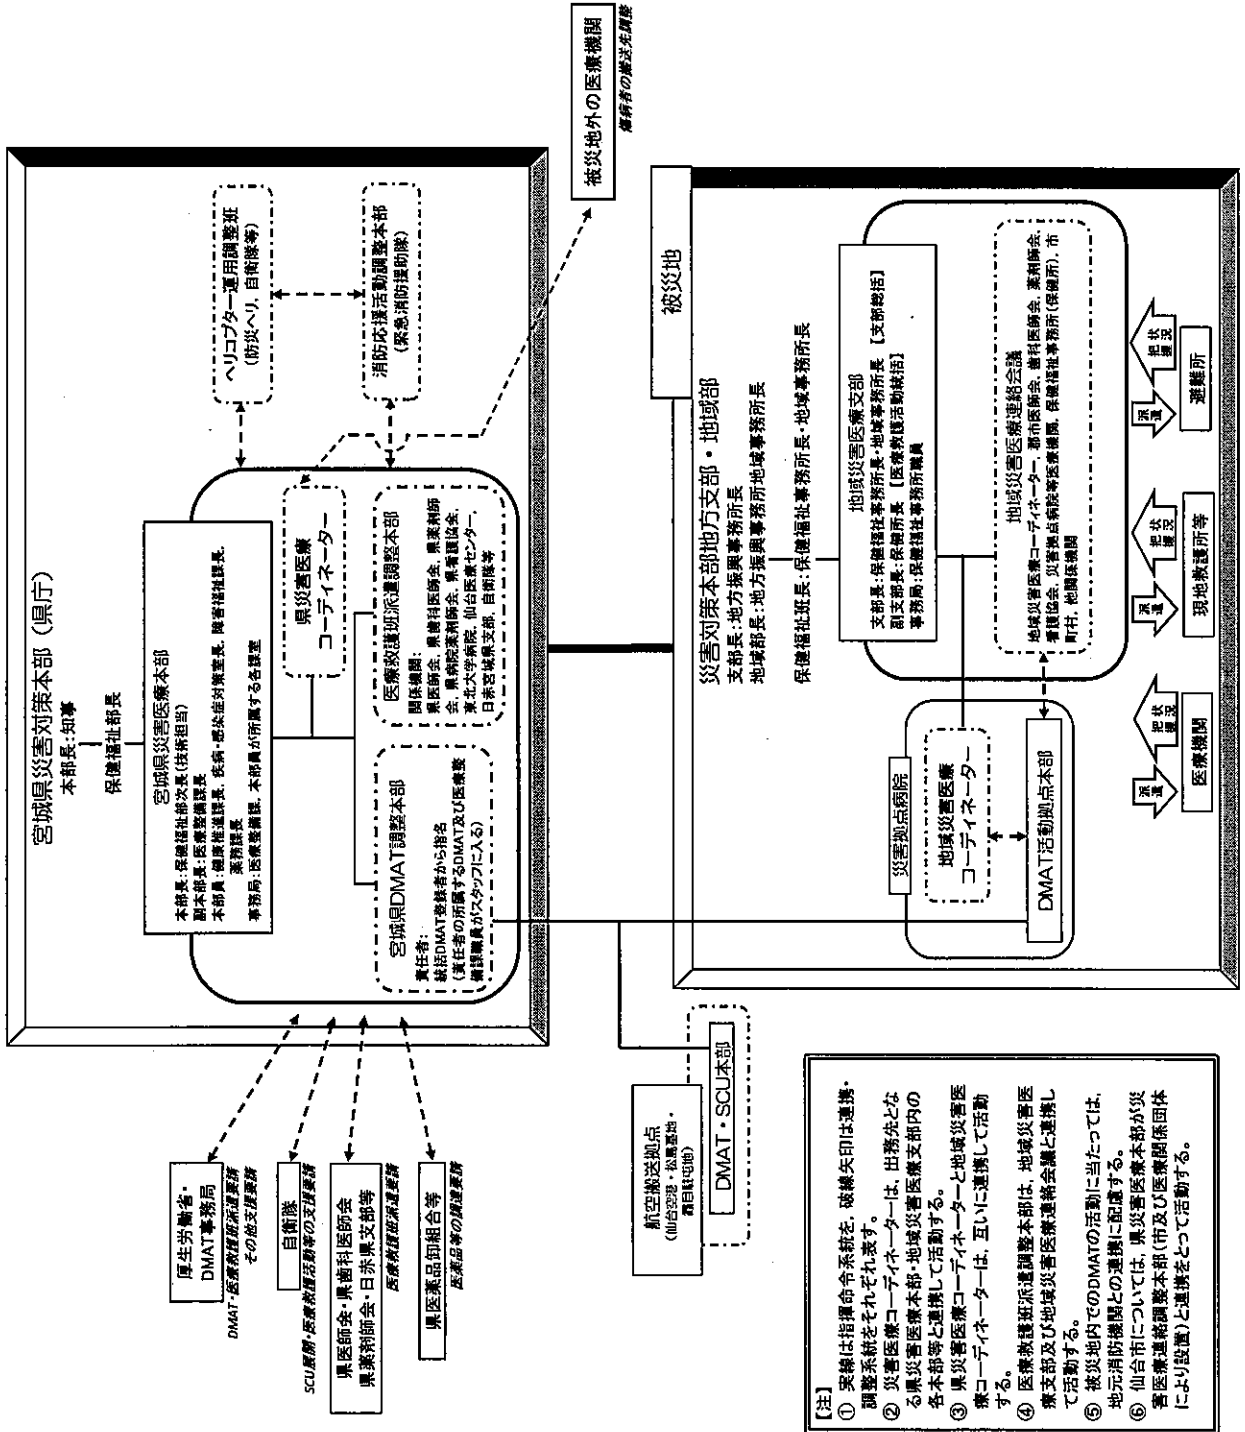 宮城県災害対策本部（県庁）
本部長：知事
保健福祉部長
宮城県災害医療本部
本部長：保健福祉部次長（技術担当）
副本部長：医療整備課長
本部員：健康推進課長，疾病・感染症対策室長，障害福祉課長，
薬務課長
事務局：医療整備課，本部員が所属する各課室
県災害医療
コーディネーター
宮城県DMAT調整本部
責任者：
統括DMAT登録者から指名
（責任者の所属するDMAT及び医療整
備課職員がスタッフに入る）
医療救護班派遣調整本部
関係機関：
県医師会，県歯科医師会，県薬剤師
会，県病院薬剤師会，県看護協会，
東北大学病院，仙台医療センター，
日赤宮城県支部，自衛隊等
ヘリコプター運用調整班
（防災ヘリ，自衛隊等）
消防応援活動調整本部
（緊急消防援助隊）
被災地外の医療機関
傷病者の搬送先調整
厚生労働省・
DMAT事務局
DMAT・医療救護班派遣要請
その他支援要請
自衛隊
SCU展開・医療救護活動等の支援要請
県医師会・県歯科医師会
県薬剤師会・日赤県支部等
医療救護班派遣要請
県医薬品卸組合等
医薬品等の調達要請
航空搬送拠点
（仙台空港・松島基地・
霞目駐屯地）
DMAT・SCU本部
被災地
災害対策本部地方支部・地域部
支部長：地方振興事務所長
地域部長：地方振興事務所地域事務所長
保健福祉班長：保健福祉事務所長・地域事務所長
地域災害医療支部
支部長：保健福祉事務所長・地域事務所長 【支部総括】
副支部長：保健所長 【医療救護活動統括】
事務局：保健福祉事務所職員
地域災害医療連絡会議
地域災害医療コーディネーター，郡市医師会，歯科医師会，薬剤師会，
看護協会，災害拠点病院等医療機関，保健福祉事務所（保健所），市
町村，他関係機関
災害拠点病院
地域災害医療
コーディネーター
DMAT活動拠点本部
派遣
状況
把握
医療機関
派遣
状況
把握
現地救護所等
派遣
状況
把握
避難所
【注】
① 実線は指揮命令系統を，破線矢印は連携・
調整系統をそれぞれ表す。
② 災害医療コーディネーターは，出務先とな
る県災害医療本部・地域災害医療支部内の
各本部等と連携して活動する。
③ 県災害医療コーディネーターと地域災害医
療コーディネーターは，互いに連携して活動
する。
④ 医療救護班派遣調整本部は，地域災害医
療支部及び地域災害医療連絡会議と連携し
て活動する。
⑤ 被災地内でのDMATの活動に当たっては，
地元消防機関との連携に配慮する。
⑥ 仙台市については，県災害医療本部が災
害医療連絡調整本部（市及び医療関係団体
により設置）と連携をとって活動する。